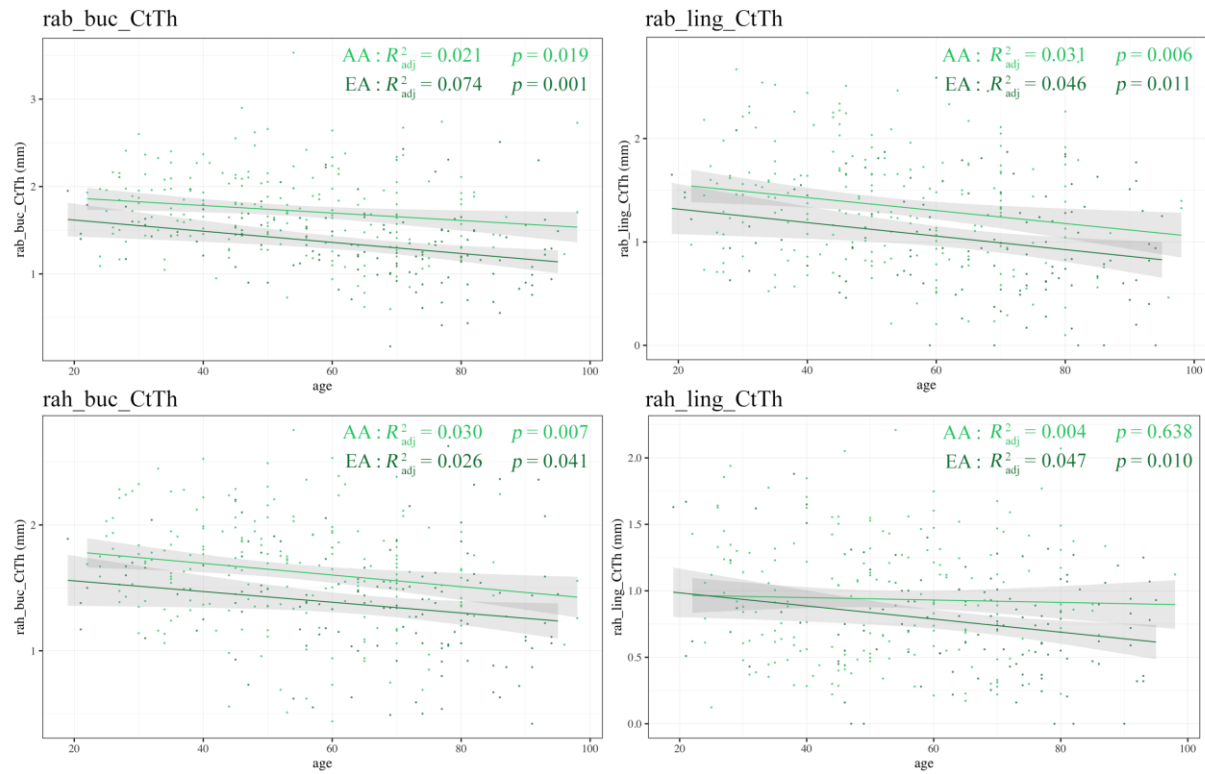 rab_buc_CtTh
AA : R²adj = 0.021 p = 0.019
EA : R²adj = 0.074 p = 0.001
rab_buc_CtTh (mm)
3
2
1
20 40 60 80 100
age
rab_ling_CtTh
AA : R²adj = 0.031 p = 0.006
EA : R²adj = 0.046 p = 0.011
rab_ling_CtTh (mm)
2
1
0
20 40 60 80 100
age
rah_buc_CtTh
AA : R²adj = 0.030 p = 0.007
EA : R²adj = 0.026 p = 0.041
rah_buc_CtTh (mm)
2
1
20 40 60 80 100
age
rah_ling_CtTh
AA : R²adj = 0.004 p = 0.638
EA : R²adj = 0.047 p = 0.010
rah_ling_CtTh (mm)
2.0
1.5
1.0
0.5
0.0
20 40 60 80 100
age